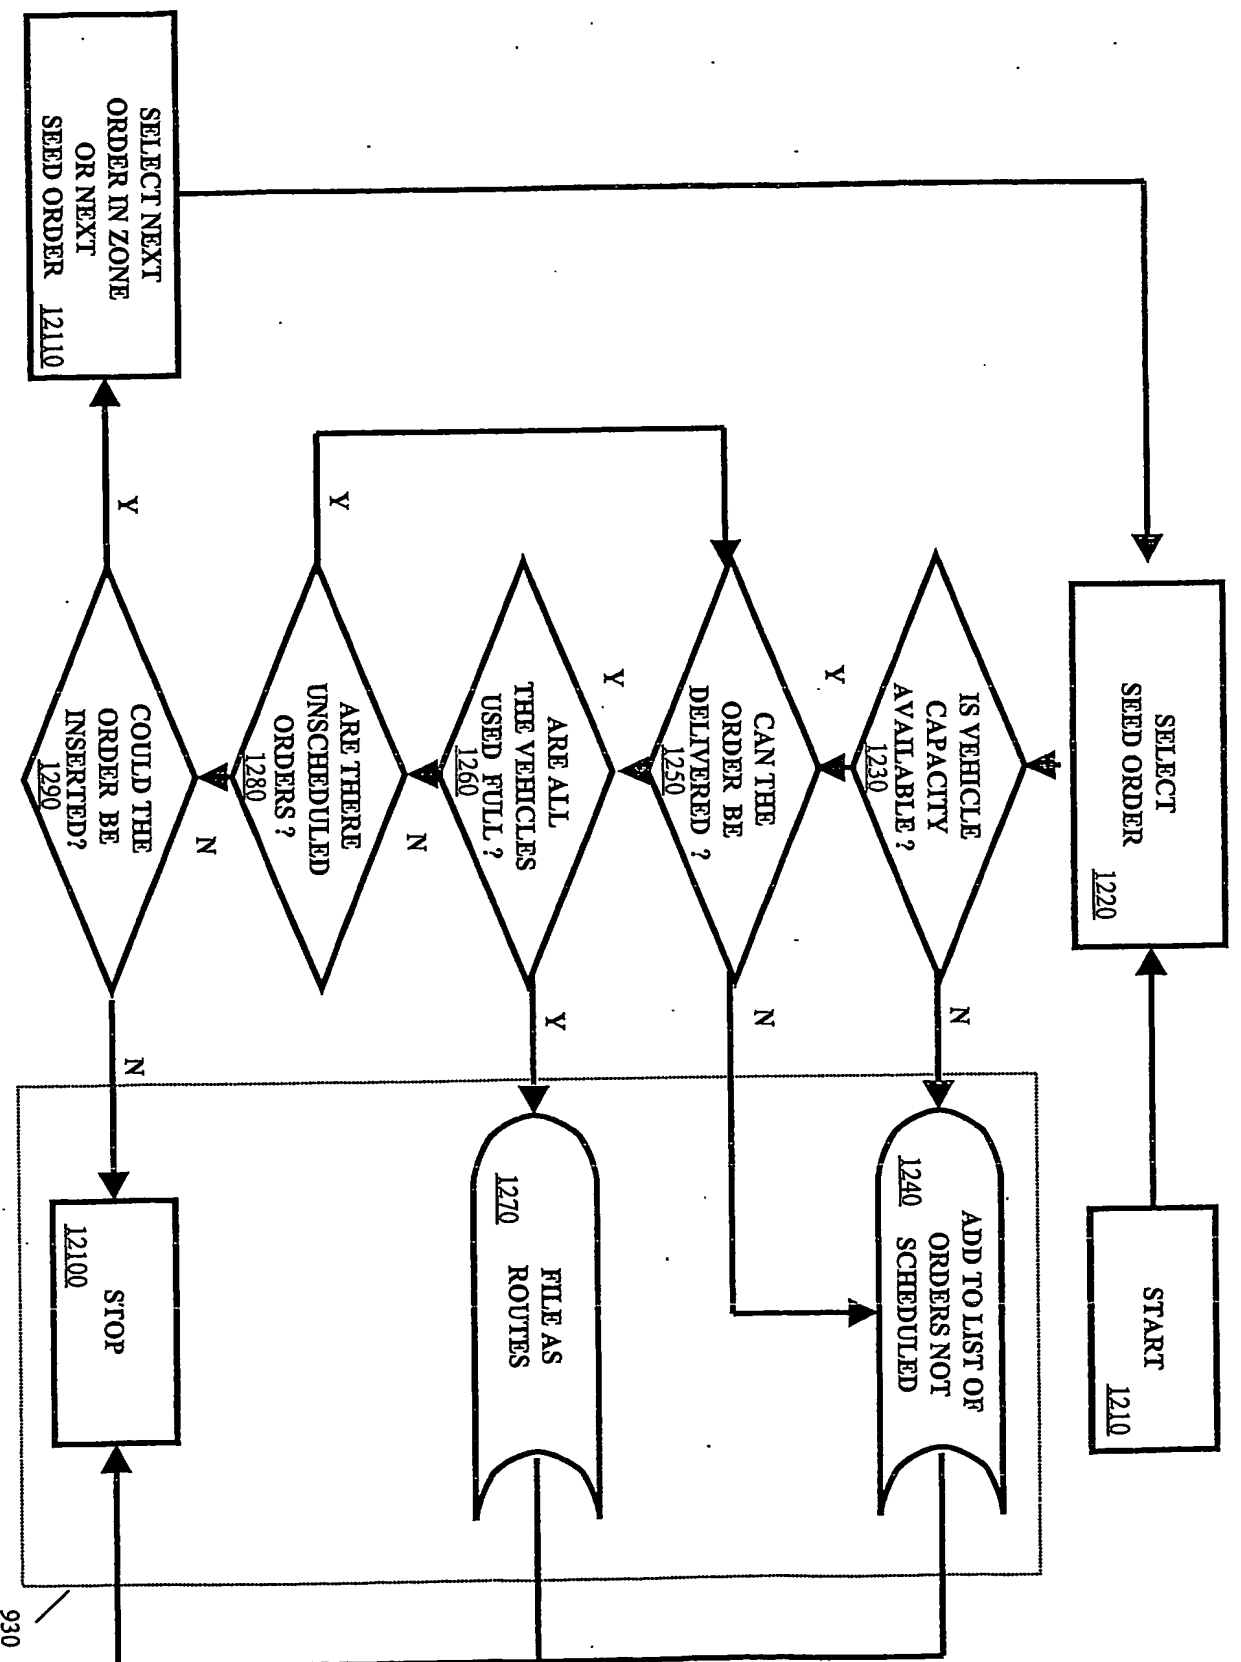 START
1210
SELECT
SEED ORDER
1220
IS VEHICLE
CAPACITY
AVAILABLE ?
1230
N
Y
ADD TO LIST OF
ORDERS NOT
SCHEDULED
1240
CAN THE
ORDER BE
DELIVERED ?
1250
N
Y
ARE ALL
THE VEHICLES
USED FULL ?
1260
Y
N
FILE AS
ROUTES
1270
ARE THERE
UNSCHEDULED
ORDERS ?
1280
Y
N
COULD THE
ORDER BE
INSERTED?
1290
Y
N
STOP
12100
SELECT NEXT
ORDER IN ZONE
OR NEXT
SEED ORDER
12110
930